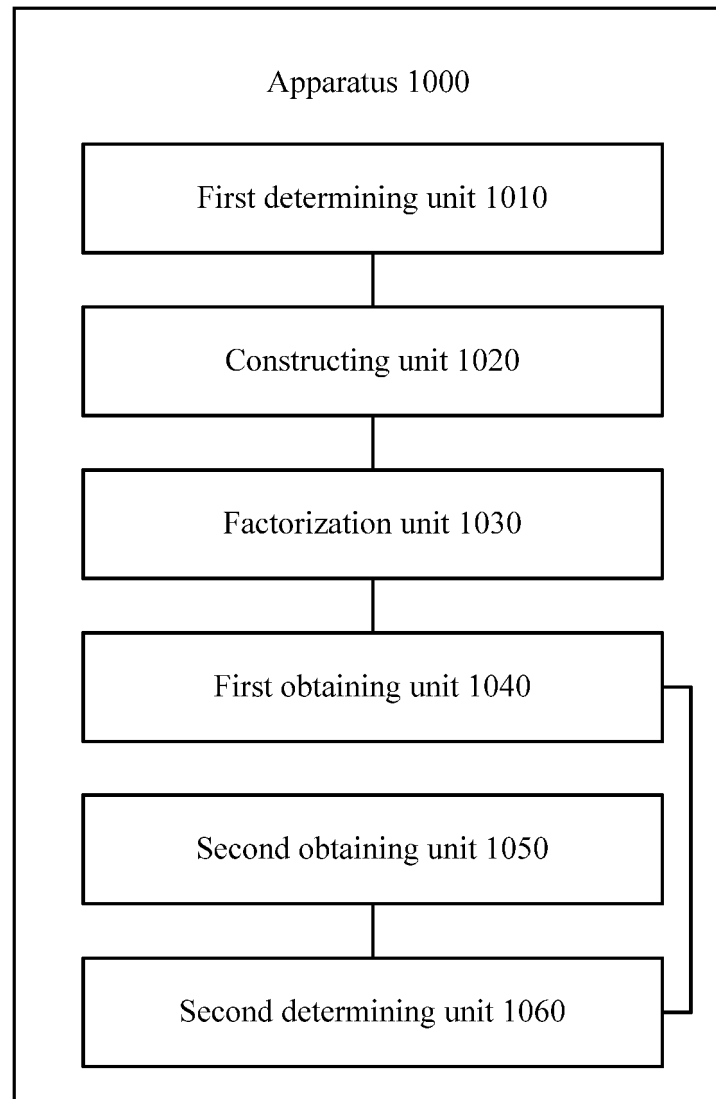 Apparatus 1000
First determining unit 1010
Constructing unit 1020
Factorization unit 1030
First obtaining unit 1040
Second obtaining unit 1050
Second determining unit 1060